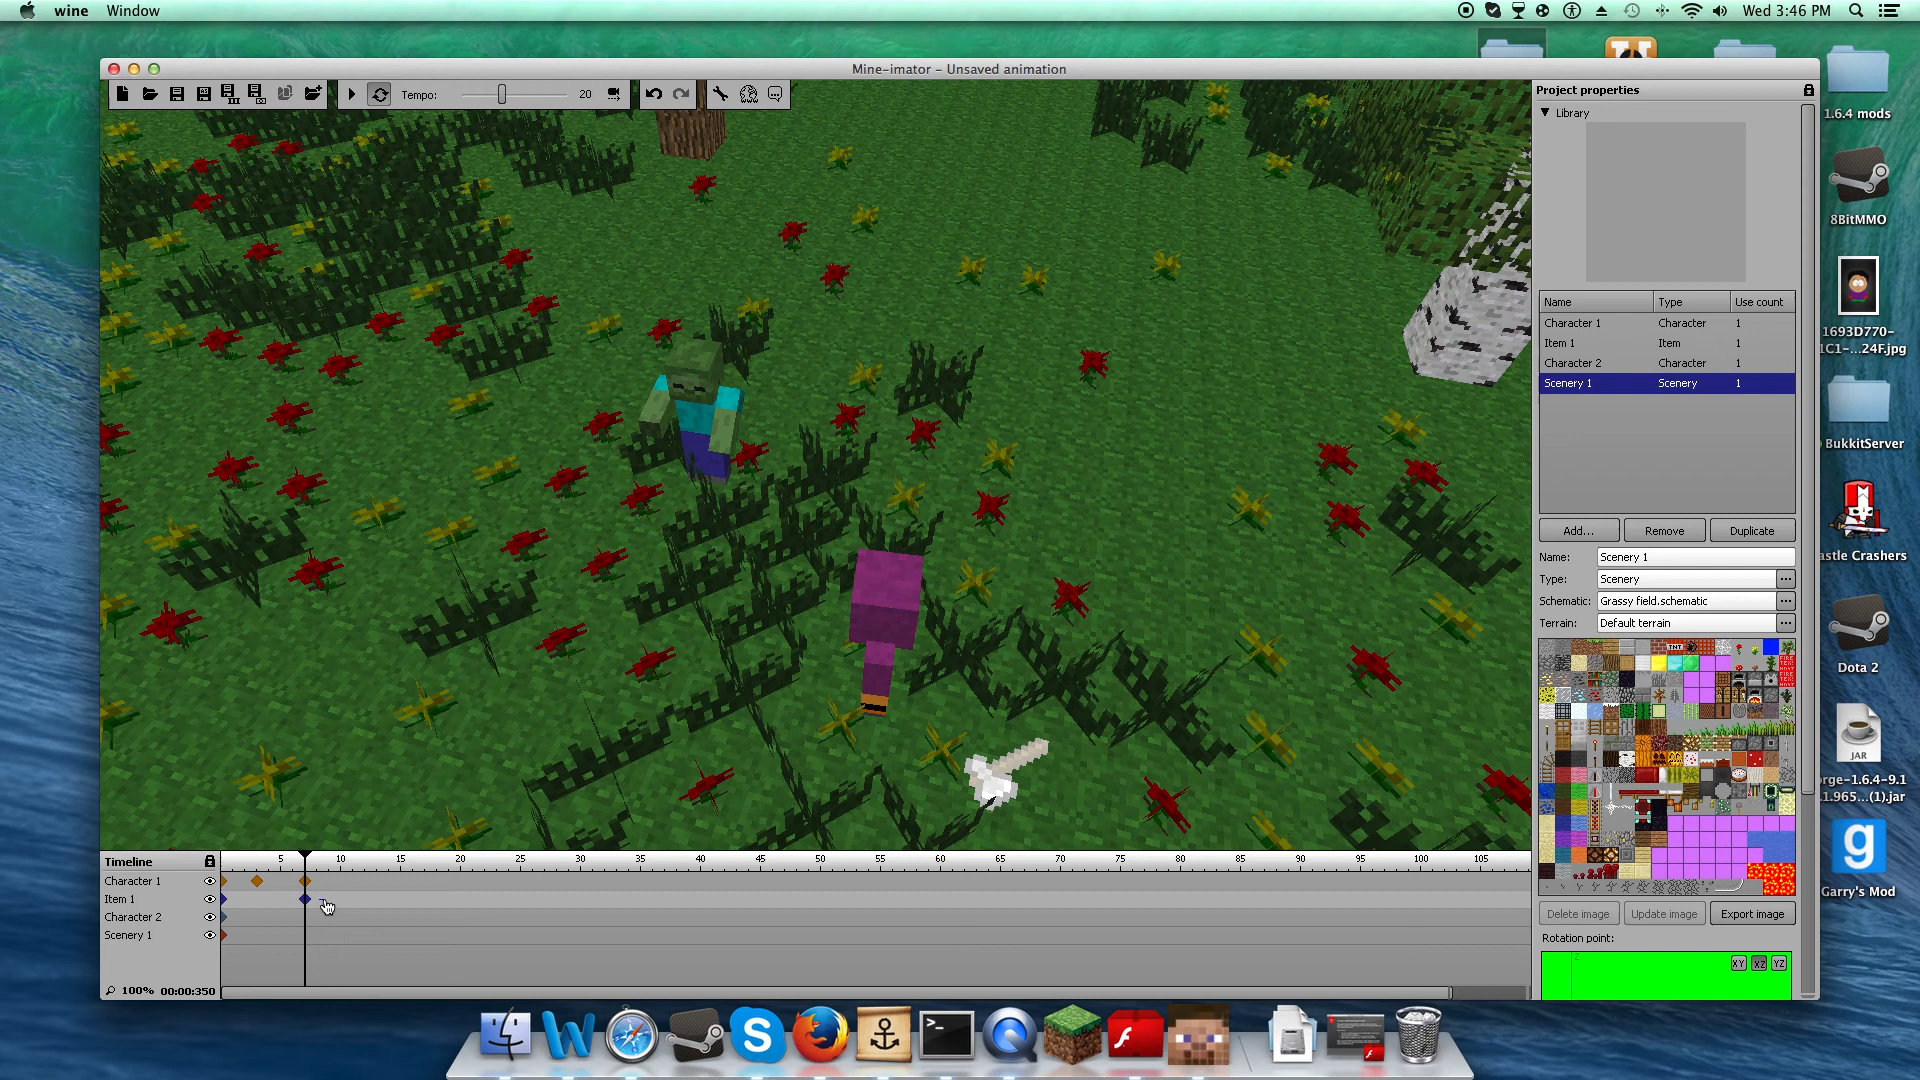 wine Window
Wed 3:46 PM
Mine-imator - Unsaved animation
Tempo: 20
Project properties
Library
Name Type Use count
Character 1 Character 1
Item 1 Item 1
Character 2 Character 1
Scenery 1 Scenery 1
Add... Remove Duplicate
Name: Scenery 1
Type: Scenery ...
Schematic: Grassy field.schematic ...
Terrain: Default terrain ...
TNT
Delete image Update image Export image
Rotation point:
XY XZ YZ
Timeline
5 10 15 20 25 30 35 40 45 50 55 60 65 70 75 80 85 90 95 100 105
Character 1
Item 1
Character 2
Scenery 1
100% 00:00:350
1.6.4 mods
8BitMMO
1693D770-
1C1-...24F.jpg
BukkitServer
astle Crashers
Dota 2
JAR
orge-1.6.4-9.1
.1.965...(1).jar
Garry's Mod